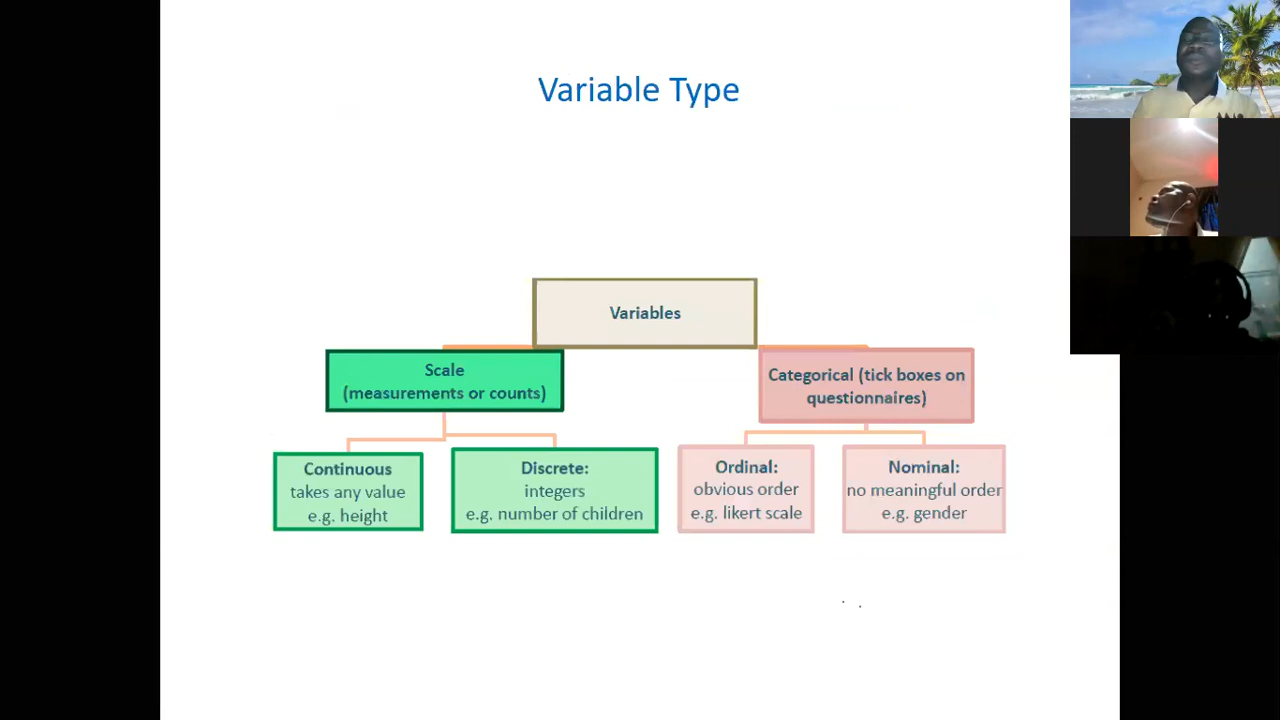 Variable Type
Variables
Scale
(measurements or counts)
Categorical (tick boxes on
questionnaires)
Continuous
takes any value
e.g. height
Discrete:
integers
e.g. number of children
Ordinal:
obvious order
e.g. likert scale
Nominal:
no meaningful order
e.g. gender